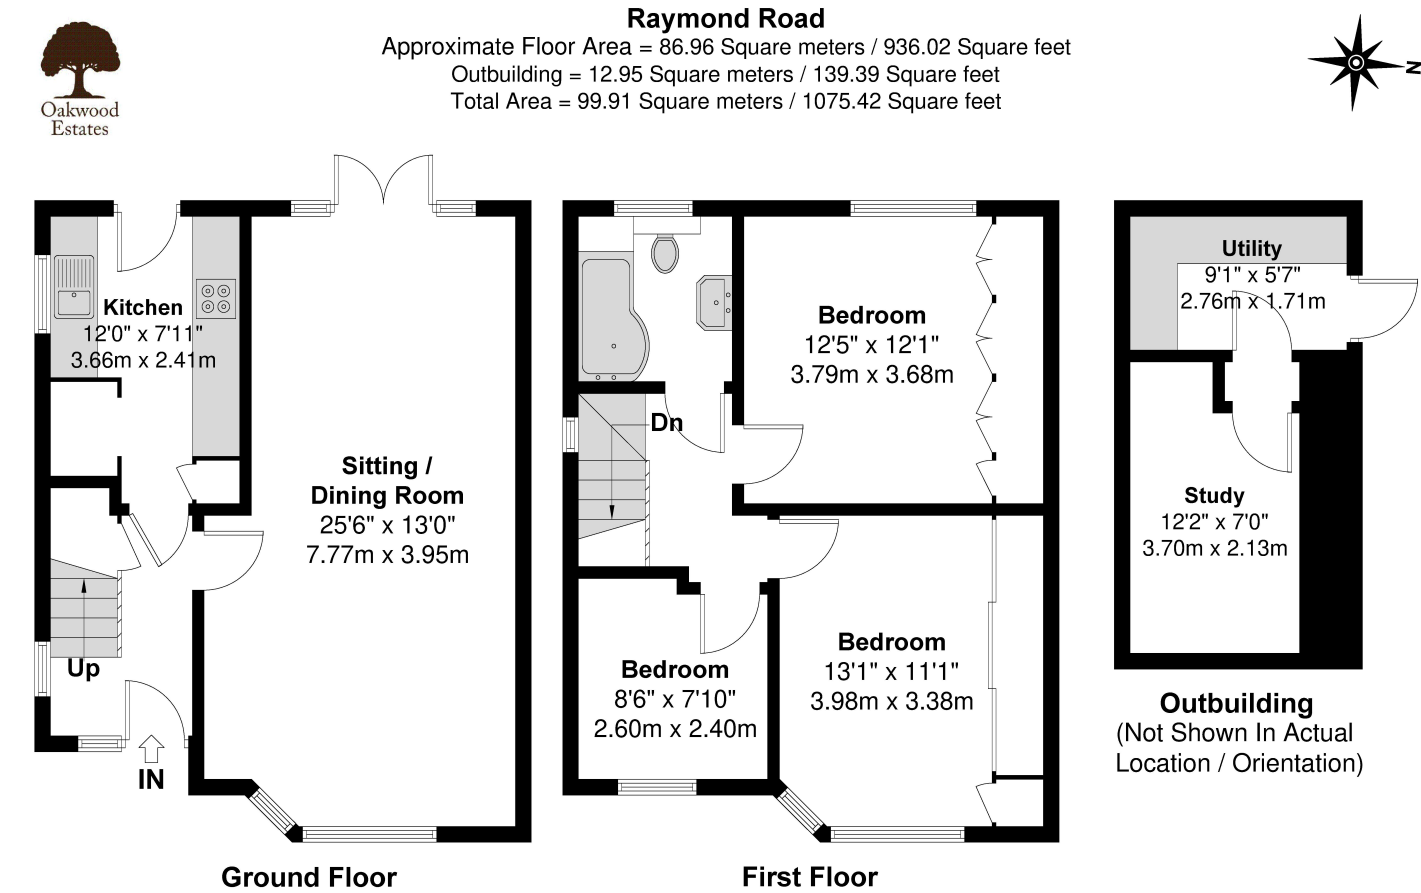 Raymond Road
Approximate Floor Area = 86.96 Square meters / 936.02 Square feet
Outbuilding = 12.95 Square meters / 139.39 Square feet
Total Area = 99.91 Square meters / 1075.42 Square feet
Oakwood
Estates
N
Kitchen
12'0" x 7'11"
3.66m x 2.41m
Sitting /
Dining Room
25'6" x 13'0"
7.77m x 3.95m
Up
IN
Ground Floor
Bedroom
12'5" x 12'1"
3.79m x 3.68m
Dn
Bedroom
8'6" x 7'10"
2.60m x 2.40m
Bedroom
13'1" x 11'1"
3.98m x 3.38m
First Floor
Utility
9'1" x 5'7"
2.76m x 1.71m
Study
12'2" x 7'0"
3.70m x 2.13m
Outbuilding
(Not Shown In Actual
Location / Orientation)